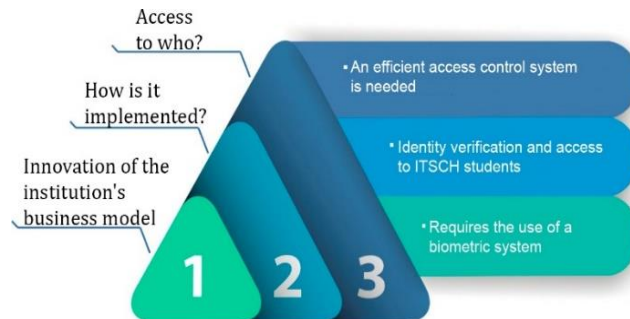 Access
to who?
How is it
implemented?
Innovation of the
institution's
business model
1 2 3
• An efficient access control system
is needed
• Identity verification and access
to ITSCH students
• Requires the use of a
biometric system